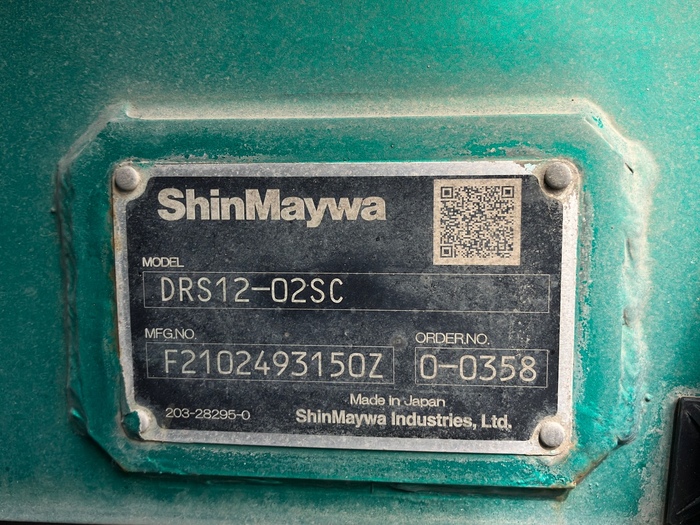 ShinMaywa
MODEL
DRS12-02SC
MFG.NO. ORDER.NO.
F2102493150Z 0-0358
Made in Japan
203-28295-0 ShinMaywa Industries, Ltd.